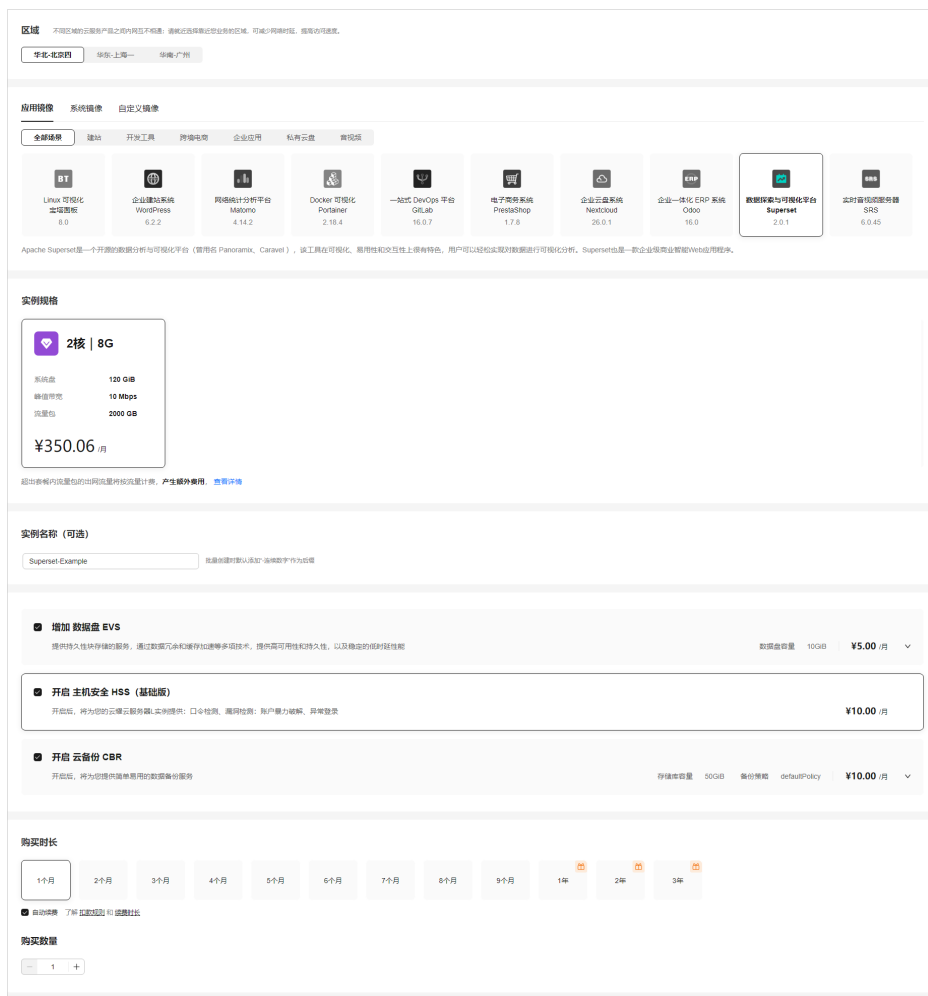 区域 不同区域的云服务产品之间内网互不相通；请就近选择靠近您业务的区域，可减少网络时延，提高访问速度。
华北-北京四 华东-上海一 华南-广州
应用镜像 系统镜像 自定义镜像
全部场景 建站 开发工具 跨境电商 企业应用 私有云盘 音视频
BT ERP SRS
Linux 可视化 企业建站系统 网络统计分析平台 Docker 可视化 一站式 DevOps 平台 电子商务系统 企业云盘系统 企业一体化 ERP 系统 数据探索与可视化平台 实时音视频服务器
宝塔面板 WordPress Matomo Portainer GitLab PrestaShop Nextcloud Odoo Superset SRS
8.0 6.2.2 4.14.2 2.18.4 16.0.7 1.7.8 26.0.1 16.0 2.0.1 6.0.45
Apache Superset是一个开源的数据分析与可视化平台（曾用名 Panoramix、Caravel ），该工具在可视化、易用性和交互性上很有特色，用户可以轻松实现对数据进行可视化分析。Superset也是一款企业级商业智能Web应用程序。
实例规格
2核 | 8G
系统盘 120 GiB
峰值带宽 10 Mbps
流量包 2000 GB
¥350.06 /月
超出套餐内流量包的出网流量将按流量计费，产生额外费用， 查看详情
实例名称（可选）
Superset-Example 批量创建时默认添加“-连续数字”作为后缀
增加 数据盘 EVS
提供持久性块存储的服务，通过数据冗余和缓存加速等多项技术，提供高可用性和持久性，以及稳定的低时延性能 数据盘容量 10GiB ¥5.00 /月
开启 主机安全 HSS（基础版）
开启后，将为您的云耀云服务器L实例提供：口令检测、漏洞检测；账户暴力破解、异常登录 ¥10.00 /月
开启 云备份 CBR
开启后，将为您提供简单易用的数据备份服务 存储库容量 50GiB 备份策略 defaultPolicy ¥10.00 /月
购买时长
1个月 2个月 3个月 4个月 5个月 6个月 7个月 8个月 9个月 1年 2年 3年
自动续费 了解 扣款规则 和 续费时长
购买数量
− 1 +